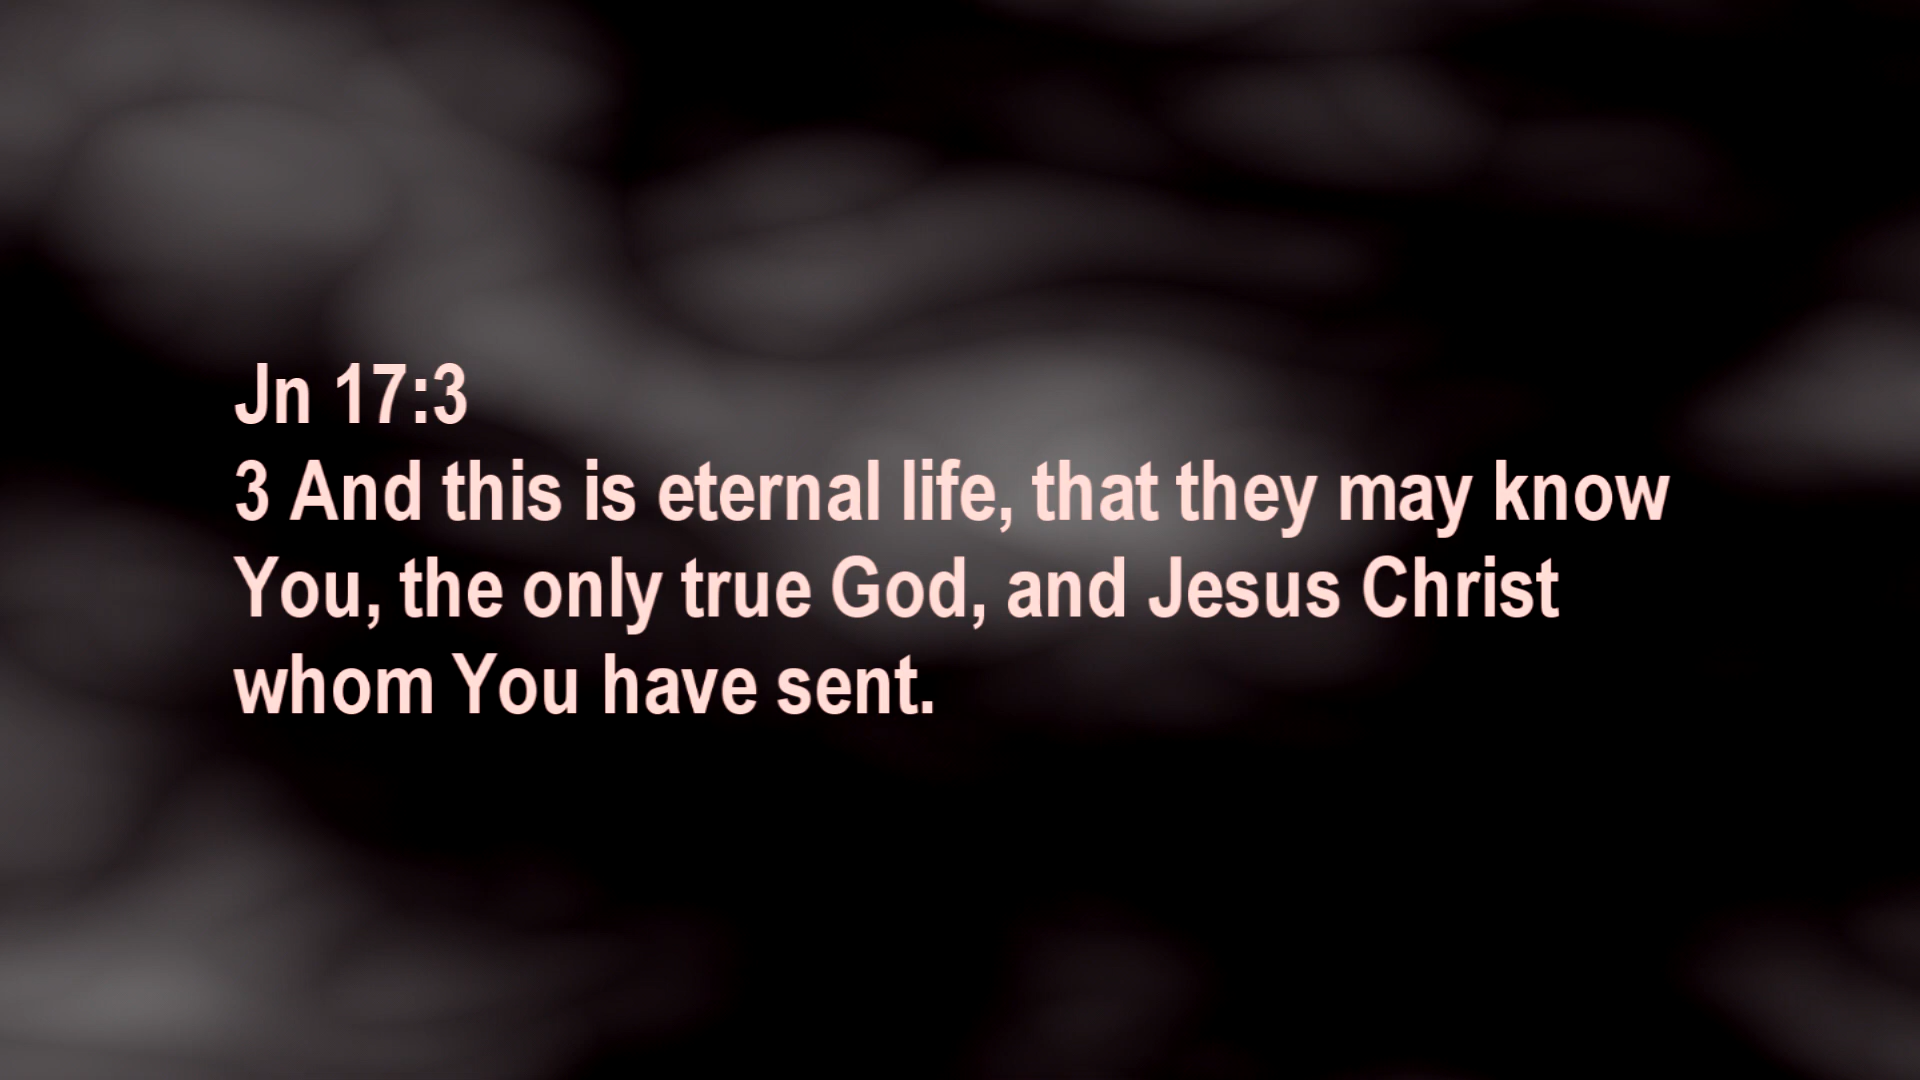 Jn 17:3
3 And this is eternal life, that they may know
You, the only true God, and Jesus Christ
whom You have sent.